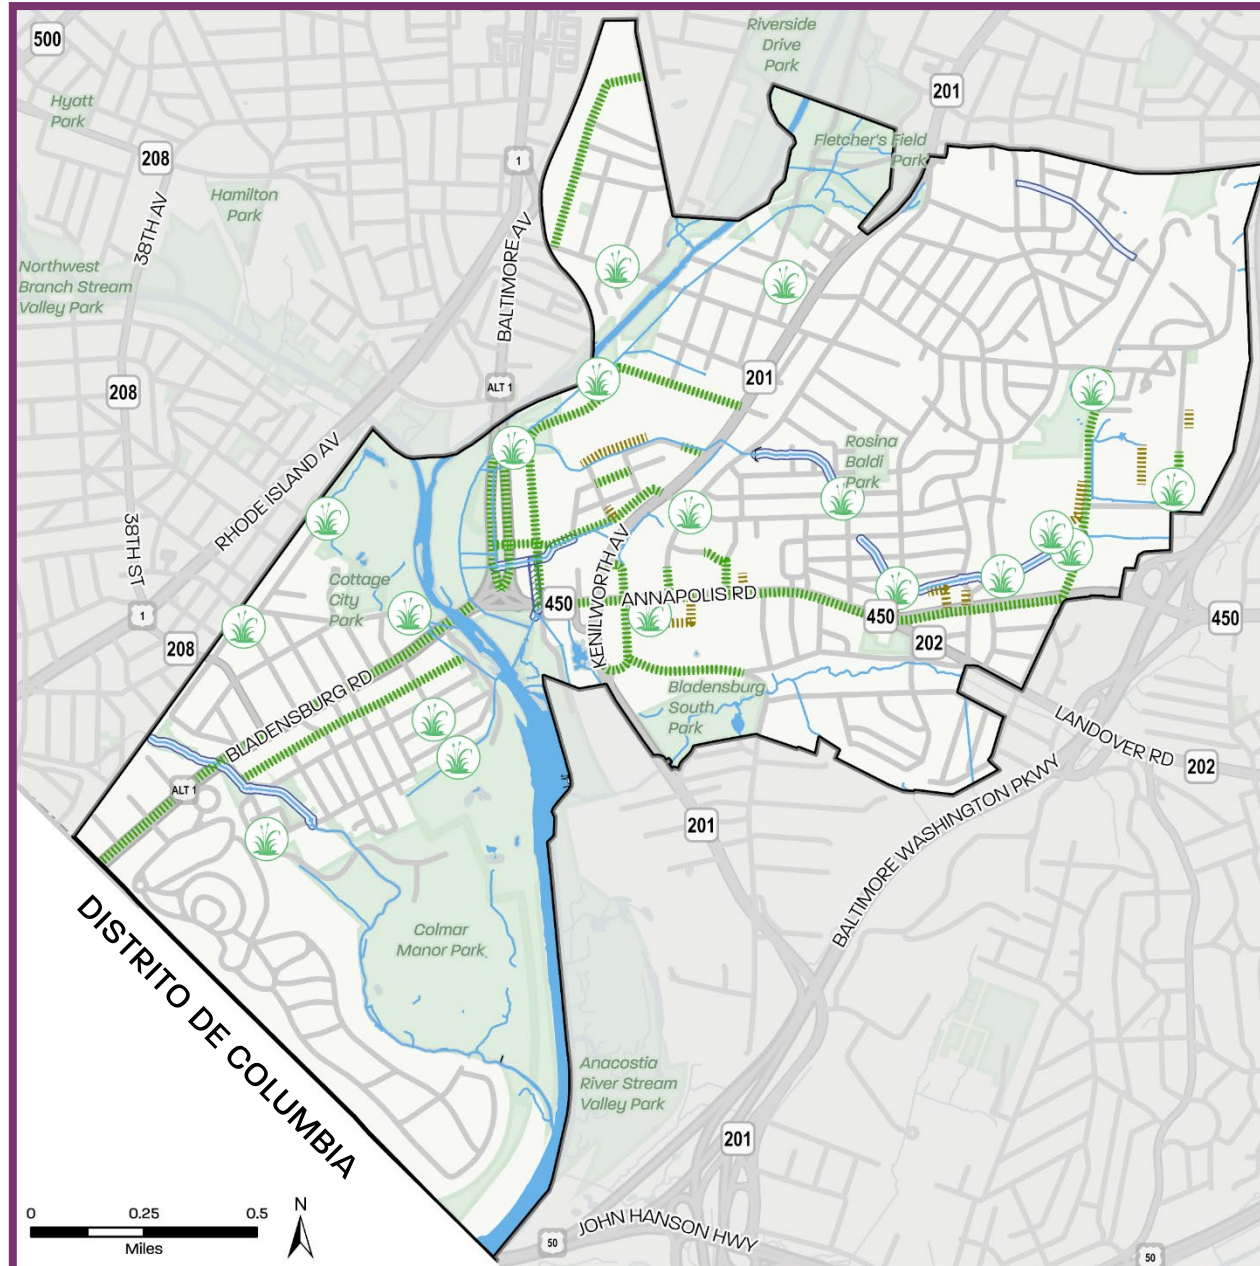 500
Riverside
Drive
Park
201
Hyatt
Park
Fletcher's Field
Park
208
1
Hamilton
Park
38TH AV
BALTIMORE AV
Northwest
Branch Stream
Valley Park
201
ALT 1
208
RHODE ISLAND AV
Rosina
Baldi
Park
38TH ST
KENILWORTH AV
Cottage
City
Park
450
ANNAPOLIS RD
450
450
1
208
202
BLADENSBURG RD
Bladensburg
South
Park
LANDOVER RD
202
ALT 1
201
BALTIMORE WASHINGTON PKWY
Colmar
Manor Park
DISTRITO DE COLUMBIA
Anacostia
River Stream
Valley Park
201
N
0 0.25 0.5
Miles
50
JOHN HANSON HWY
50